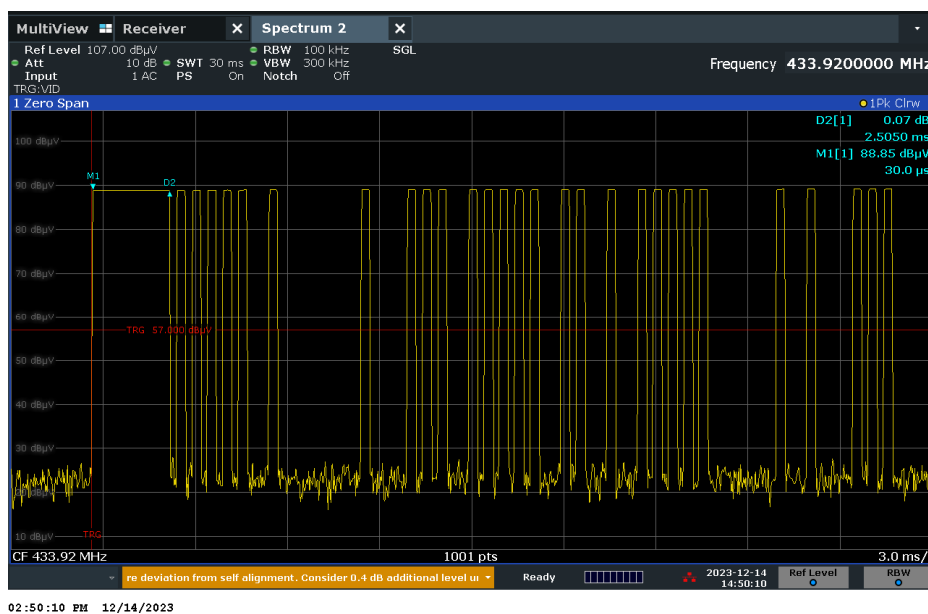 MultiView Receiver X Spectrum 2 X
Ref Level 107.00 dBµV RBW 100 kHz SGL
Att 10 dB SWT 30 ms VBW 300 kHz
Input 1 AC PS On Notch Off
Frequency 433.9200000 MHz
TRG:VID
1 Zero Span 1Pk Clrw
D2[1] 0.07 dB
2.5050 ms
M1[1] 88.85 dBµV
30.0 µs
100 dBµV
M1
D2
90 dBµV
80 dBµV
70 dBµV
60 dBµV
TRG 57.000 dBµV
50 dBµV
40 dBµV
30 dBµV
20 dBµV
10 dBµV
TRG
CF 433.92 MHz 1001 pts 3.0 ms/
re deviation from self alignment. Consider 0.4 dB additional level
Ready
2023-12-14
14:50:10
Ref Level RBW
02:50:10 PM 12/14/2023